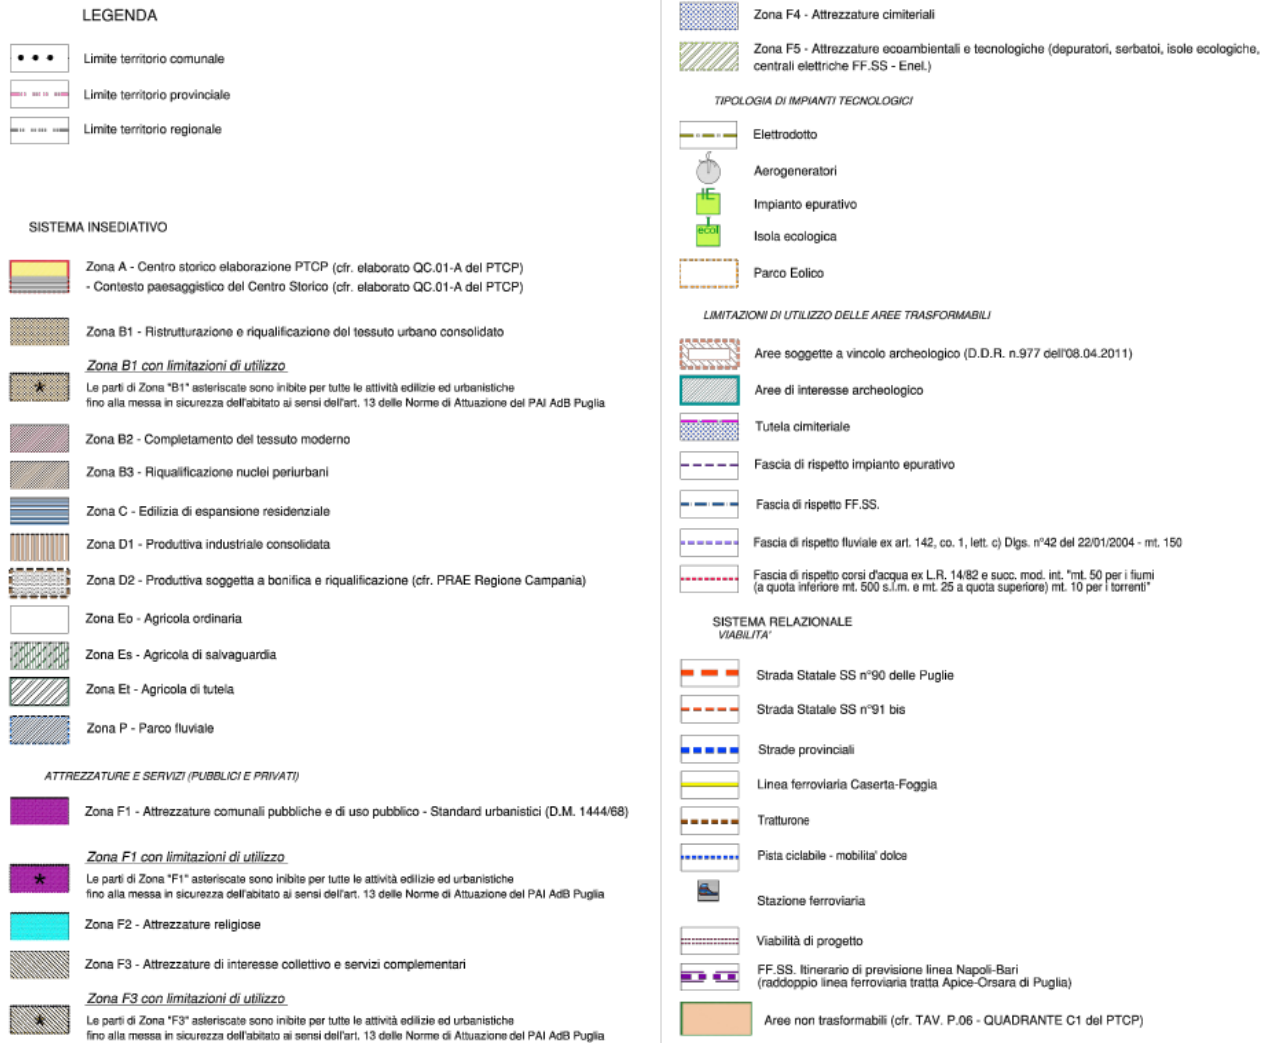 LEGENDA
Limite territorio comunale
Limite territorio provinciale
Limite territorio regionale
SISTEMA INSEDIATIVO
Zona A - Centro storico elaborazione PTCP (cfr. elaborato QC.01-A del PTCP)
- Contesto paesaggistico del Centro Storico (cfr. elaborato QC.01-A del PTCP)
Zona B1 - Ristrutturazione e riqualificazione del tessuto urbano consolidato
Zona B1 con limitazioni di utilizzo
*
Le parti di Zona "B1" asteriscate sono inibite per tutte le attività edilizie ed urbanistiche
fino alla messa in sicurezza dell'abitato ai sensi dell'art. 13 delle Norme di Attuazione del PAI AdB Puglia
Zona B2 - Completamento del tessuto moderno
Zona B3 - Riqualificazione nuclei periurbani
Zona C - Edilizia di espansione residenziale
Zona D1 - Produttiva industriale consolidata
Zona D2 - Produttiva soggetta a bonifica e riqualificazione (cfr. PRAE Regione Campania)
Zona Eo - Agricola ordinaria
Zona Es - Agricola di salvaguardia
Zona Et - Agricola di tutela
Zona P - Parco fluviale
ATTREZZATURE E SERVIZI (PUBBLICI E PRIVATI)
Zona F1 - Attrezzature comunali pubbliche e di uso pubblico - Standard urbanistici (D.M. 1444/68)
Zona F1 con limitazioni di utilizzo
*
Le parti di Zona "F1" asteriscate sono inibite per tutte le attività edilizie ed urbanistiche
fino alla messa in sicurezza dell'abitato ai sensi dell'art. 13 delle Norme di Attuazione del PAI AdB Puglia
Zona F2 - Attrezzature religiose
Zona F3 - Attrezzature di interesse collettivo e servizi complementari
Zona F3 con limitazioni di utilizzo
*
Le parti di Zona "F3" asteriscate sono inibite per tutte le attività edilizie ed urbanistiche
fino alla messa in sicurezza dell'abitato ai sensi dell'art. 13 delle Norme di Attuazione del PAI AdB Puglia
Zona F4 - Attrezzature cimiteriali
Zona F5 - Attrezzature ecoambientali e tecnologiche (depuratori, serbatoi, isole ecologiche,
centrali elettriche FF.SS - Enel.)
TIPOLOGIA DI IMPIANTI TECNOLOGICI
Elettrodotto
Aerogeneratori
IE
Impianto epurativo
ecol
Isola ecologica
Parco Eolico
LIMITAZIONI DI UTILIZZO DELLE AREE TRASFORMABILI
Aree soggette a vincolo archeologico (D.D.R. n.977 dell'08.04.2011)
Aree di interesse archeologico
Tutela cimiteriale
Fascia di rispetto impianto epurativo
Fascia di rispetto FF.SS.
Fascia di rispetto fluviale ex art. 142, co. 1, lett. c) Dlgs. n°42 del 22/01/2004 - mt. 150
Fascia di rispetto corsi d'acqua ex L.R. 14/82 e succ. mod. int. "mt. 50 per i fiumi
(a quota inferiore mt. 500 s.l.m. e mt. 25 a quota superiore) mt. 10 per i torrenti"
SISTEMA RELAZIONALE
VIABILITA'
Strada Statale SS n°90 delle Puglie
Strada Statale SS n°91 bis
Strade provinciali
Linea ferroviaria Caserta-Foggia
Tratturone
Pista ciclabile - mobilita' dolce
Stazione ferroviaria
Viabilità di progetto
FF.SS. Itinerario di previsione linea Napoli-Bari
(raddoppio linea ferroviaria tratta Apice-Orsara di Puglia)
Aree non trasformabili (cfr. TAV. P.06 - QUADRANTE C1 del PTCP)